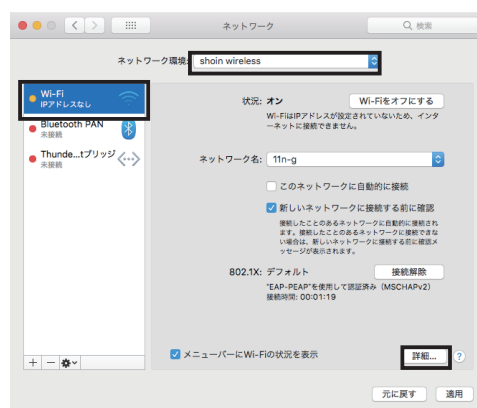 ネットワーク
検索
ネットワーク環境: shoin wireless
Wi-Fi
IPアドレスなし
Bluetooth PAN
未接続
Thunde...tブリッジ
未接続
状況: オン
Wi-Fiをオフにする
Wi-FiはIPアドレスが設定されていないため、インタ
ーネットに接続できません。
ネットワーク名: 11n-g
このネットワークに自動的に接続
新しいネットワークに接続する前に確認
接続したことのあるネットワークに自動的に接続され
ます。接続したことのあるネットワークに接続できな
い場合は、新しいネットワークに接続する前に確認メ
ッセージが表示されます。
802.1X: デフォルト
接続解除
"EAP-PEAP"を使用して認証済み（MSCHAPv2）
接続時間: 00:01:19
メニューバーにWi-Fiの状況を表示
詳細...
?
元に戻す
適用